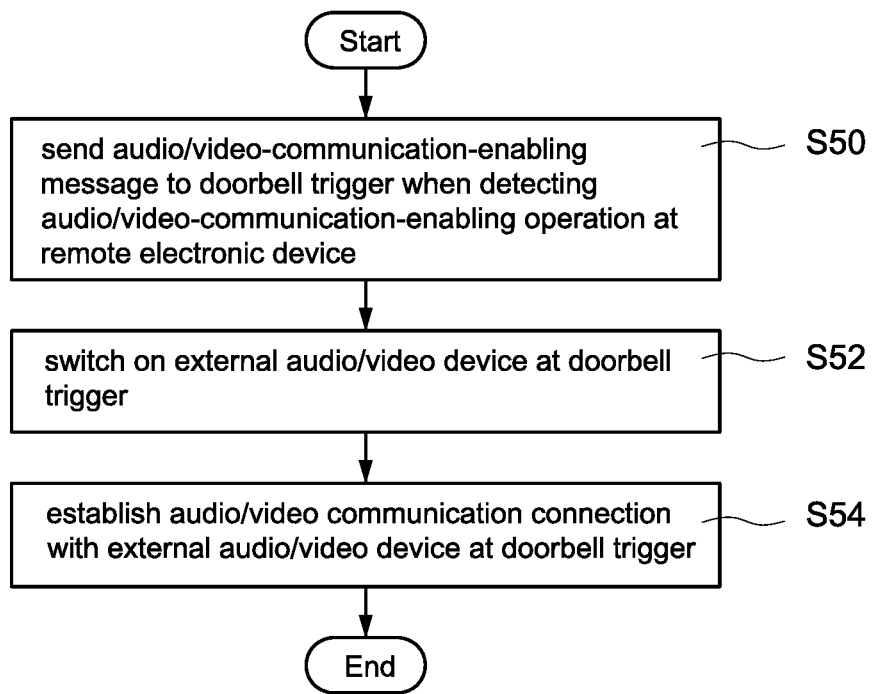 Start
send audio/video-communication-enabling
message to doorbell trigger when detecting
audio/video-communication-enabling operation at
remote electronic device
S50
switch on external audio/video device at doorbell
trigger
S52
establish audio/video communication connection
with external audio/video device at doorbell trigger
S54
End